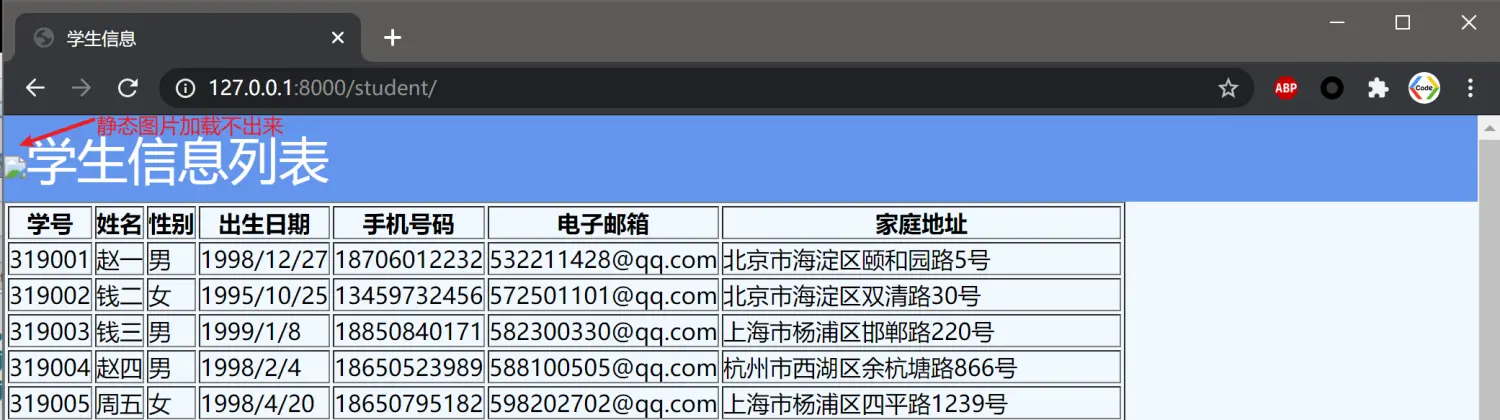 学生信息
127.0.0.1:8000/student/
ABP
Code
静态图片加载不出来
学生信息列表
学号 姓名 性别 出生日期 手机号码 电子邮箱 家庭地址
319001 赵一 男 1998/12/27 18706012232 532211428@qq.com 北京市海淀区颐和园路5号
319002 钱二 女 1995/10/25 13459732456 572501101@qq.com 北京市海淀区双清路30号
319003 钱三 男 1999/1/8 18850840171 582300330@qq.com 上海市杨浦区邯郸路220号
319004 赵四 男 1998/2/4 18650523989 588100505@qq.com 杭州市西湖区余杭塘路866号
319005 周五 女 1998/4/20 18650795182 598202702@qq.com 上海市杨浦区四平路1239号